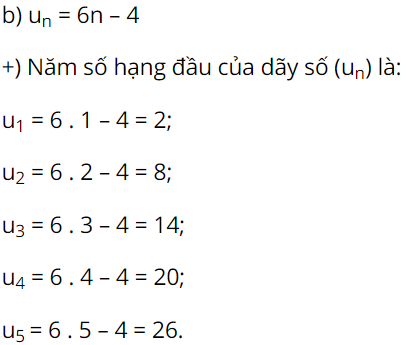 b) uₙ = 6n – 4
+) Năm số hạng đầu của dãy số (uₙ) là:
u₁ = 6 . 1 – 4 = 2;
u₂ = 6 . 2 – 4 = 8;
u₃ = 6 . 3 – 4 = 14;
u₄ = 6 . 4 – 4 = 20;
u₅ = 6 . 5 – 4 = 26.